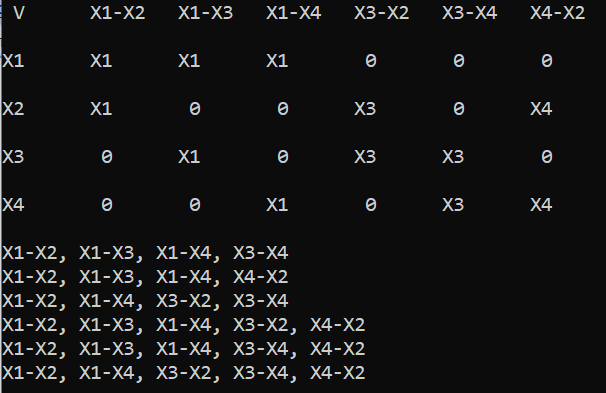 V X1-X2 X1-X3 X1-X4 X3-X2 X3-X4 X4-X2
X1 X1 X1 X1 0 0 0
X2 X1 0 0 X3 0 X4
X3 0 X1 0 X3 X3 0
X4 0 0 X1 0 X3 X4
X1-X2, X1-X3, X1-X4, X3-X4
X1-X2, X1-X3, X1-X4, X4-X2
X1-X2, X1-X4, X3-X2, X3-X4
X1-X2, X1-X3, X1-X4, X3-X2, X4-X2
X1-X2, X1-X3, X1-X4, X3-X4, X4-X2
X1-X2, X1-X4, X3-X2, X3-X4, X4-X2